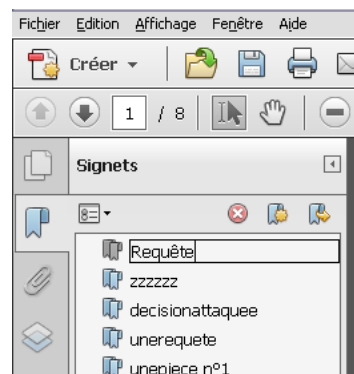 Fichier Edition Affichage Fenêtre Aide
Créer
1 / 8
Signets
Requête
zzzzzz
decisionattaquee
unerequete
unepiece n°1